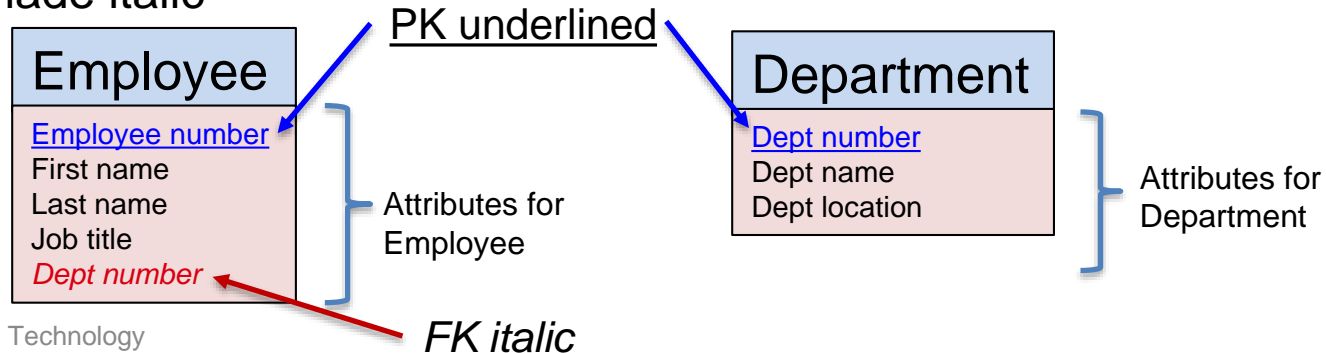 PK underlined
Employee
Employee number
First name
Last name
Job title
Dept number
Attributes for
Employee
Department
Dept number
Dept name
Dept location
Attributes for
Department
FK italic
Technology